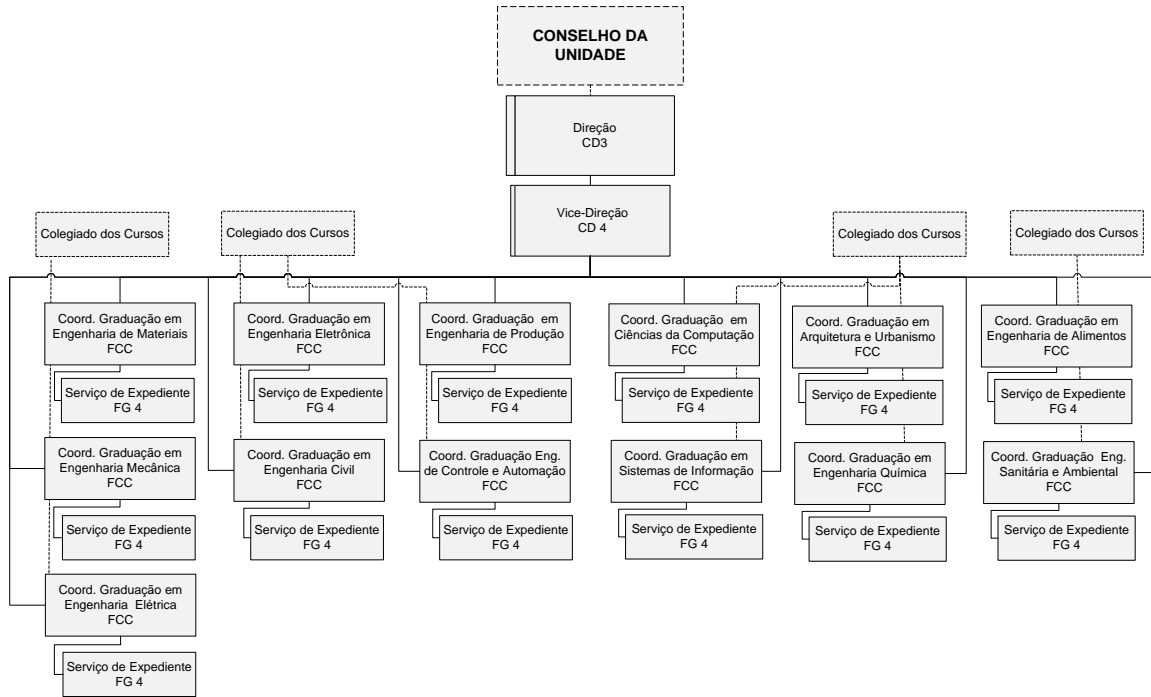 CONSELHO DA
UNIDADE
Direção
CD3
Vice-Direção
CD 4
Colegiado dos Cursos
Colegiado dos Cursos
Colegiado dos Cursos
Colegiado dos Cursos
Coord. Graduação em
Engenharia de Materiais
FCC
Coord. Graduação em
Engenharia Eletrônica
FCC
Coord. Graduação em
Engenharia de Produção
FCC
Coord. Graduação em
Ciências da Computação
FCC
Coord. Graduação em
Arquitetura e Urbanismo
FCC
Coord. Graduação em
Engenharia de Alimentos
FCC
Serviço de Expediente
FG 4
Serviço de Expediente
FG 4
Serviço de Expediente
FG 4
Serviço de Expediente
FG 4
Serviço de Expediente
FG 4
Serviço de Expediente
FG 4
Coord. Graduação em
Engenharia Mecânica
FCC
Coord. Graduação em
Engenharia Civil
FCC
Coord. Graduação Eng.
de Controle e Automação
FCC
Coord. Graduação em
Sistemas de Informação
FCC
Coord. Graduação em
Engenharia Química
FCC
Coord. Graduação Eng.
Sanitária e Ambiental
FCC
Serviço de Expediente
FG 4
Serviço de Expediente
FG 4
Serviço de Expediente
FG 4
Serviço de Expediente
FG 4
Serviço de Expediente
FG 4
Serviço de Expediente
FG 4
Coord. Graduação em
Engenharia Elétrica
FCC
Serviço de Expediente
FG 4